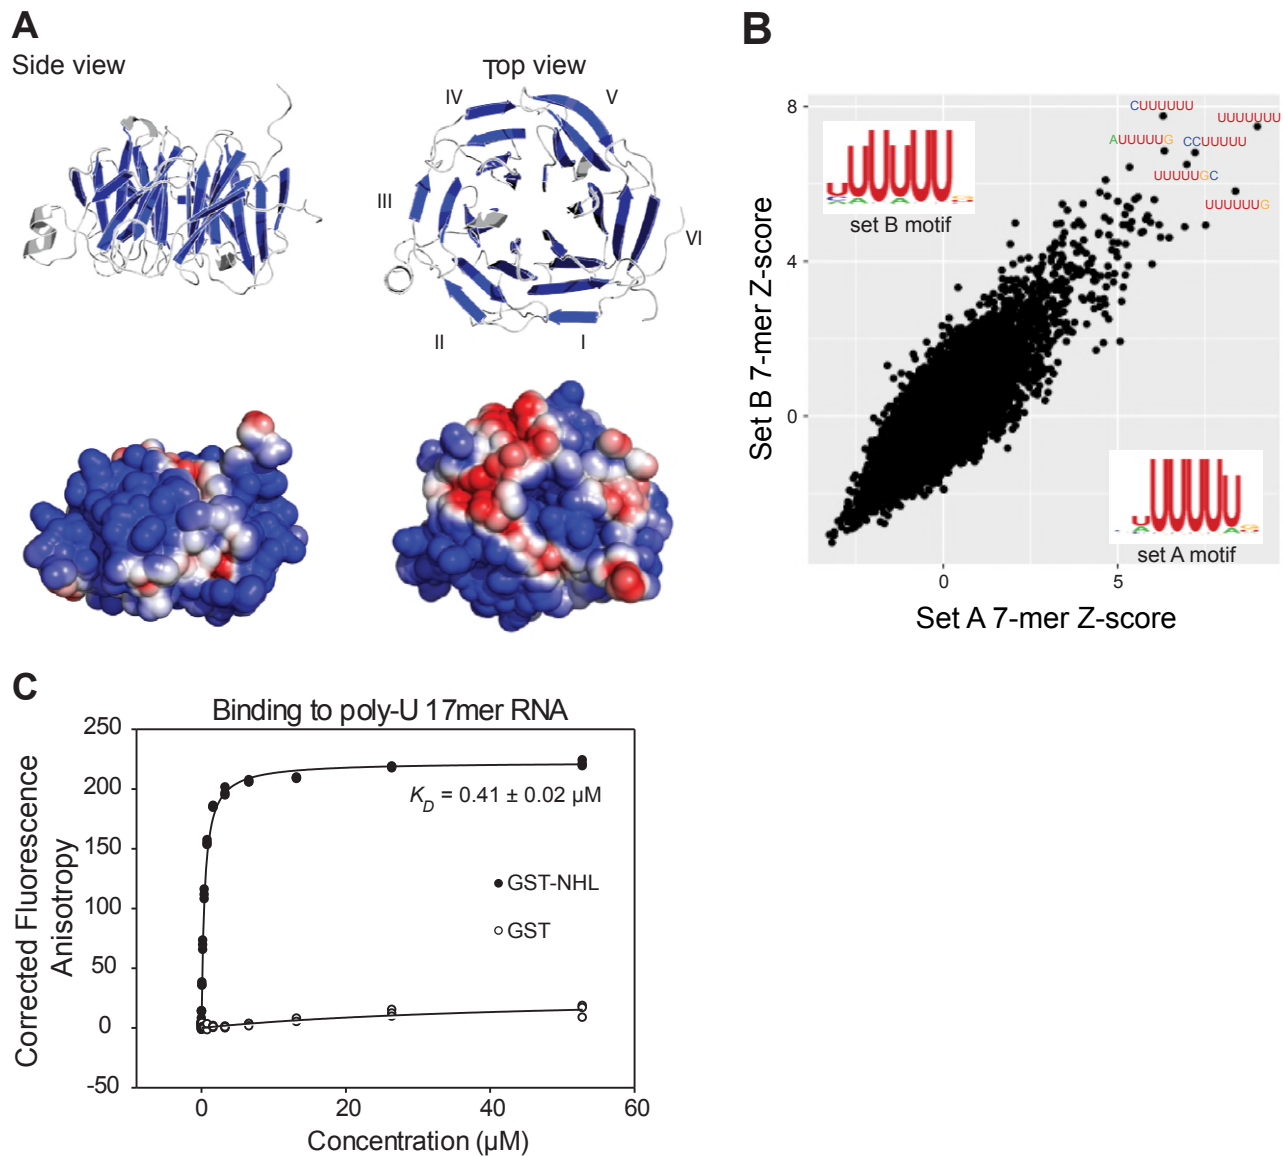 A
Side view
Top view
IV
V
III
VI
II
I
B
8
4
0
0
5
Set B 7-mer Z-score
Set A 7-mer Z-score
CUUUUUU
UUUUUUU
AUUUUUG
CCUUUUU
UUUUUGC
UUUUUUG
set B motif
set A motif
C
Binding to poly-U 17mer RNA
250
200
150
100
50
0
-50
Corrected Fluorescence
Anisotropy
K_D = 0.41 ± 0.02 µM
GST-NHL
GST
0
20
40
60
Concentration (µM)